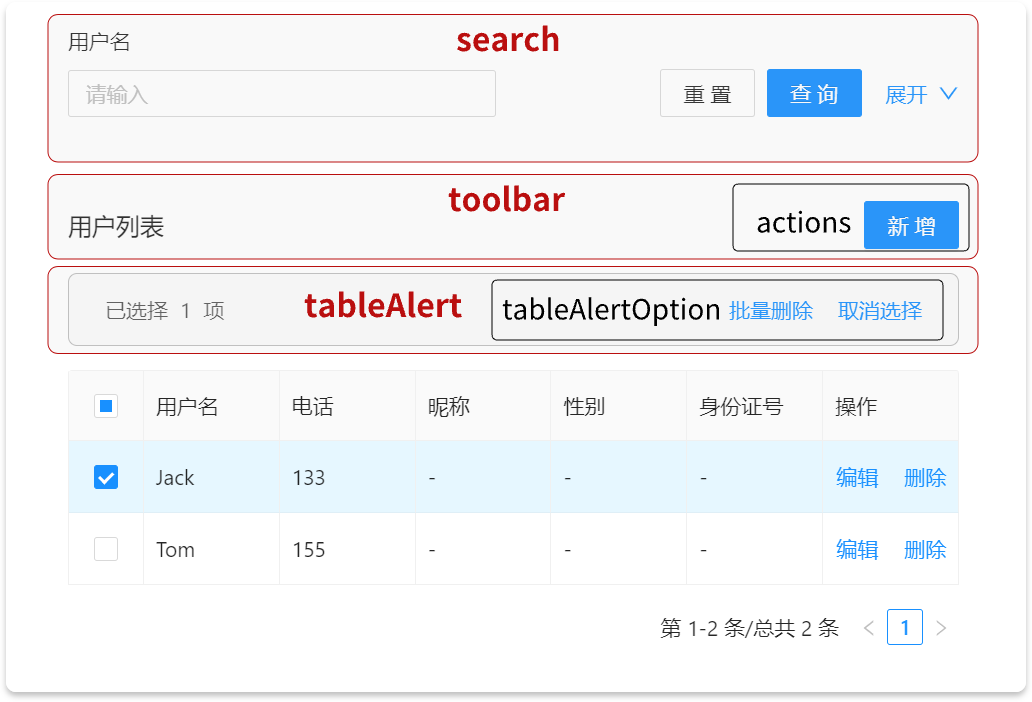 用户名
search
请输入
重 置
查 询
展开
toolbar
用户列表
actions
新 增
已选择 1 项
tableAlert
tableAlertOption
批量删除
取消选择
用户名 电话 昵称 性别 身份证号 操作
Jack 133 - - - 编辑 删除
Tom 155 - - - 编辑 删除
第 1-2 条/总共 2 条 < 1 >